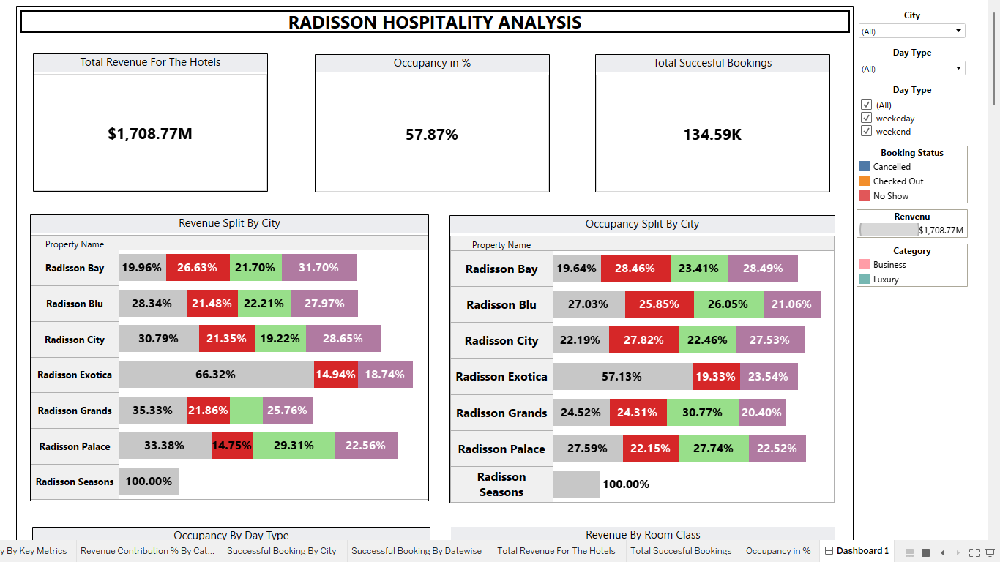 RADISSON HOSPITALITY ANALYSIS
Total Revenue For The Hotels
$1,708.77M
Occupancy in %
57.87%
Total Succesful Bookings
134.59K
Revenue Split By City
Property Name
Radisson Bay 19.96% 26.63% 21.70% 31.70%
Radisson Blu 28.34% 21.48% 22.21% 27.97%
Radisson City 30.79% 21.35% 19.22% 28.65%
Radisson Exotica 66.32% 14.94% 18.74%
Radisson Grands 35.33% 21.86% 25.76%
Radisson Palace 33.38% 14.75% 29.31% 22.56%
Radisson Seasons 100.00%
Occupancy Split By City
Property Name
Radisson Bay 19.64% 28.46% 23.41% 28.49%
Radisson Blu 27.03% 25.85% 26.05% 21.06%
Radisson City 22.19% 27.82% 22.46% 27.53%
Radisson Exotica 57.13% 19.33% 23.54%
Radisson Grands 24.52% 24.31% 30.77% 20.40%
Radisson Palace 27.59% 22.15% 27.74% 22.52%
Radisson
Seasons 100.00%
Occupancy By Day Type
Revenue By Room Class
City
(All)
Day Type
(All)
Day Type
(All)
weekeday
weekend
Booking Status
Cancelled
Checked Out
No Show
Renvenu
$1,708.77M
Category
Business
Luxury
y By Key Metrics Revenue Contribution % By Cat... Successful Booking By City Successful Booking By Datewise Total Revenue For The Hotels Total Succesful Bookings Occupancy in % Dashboard 1